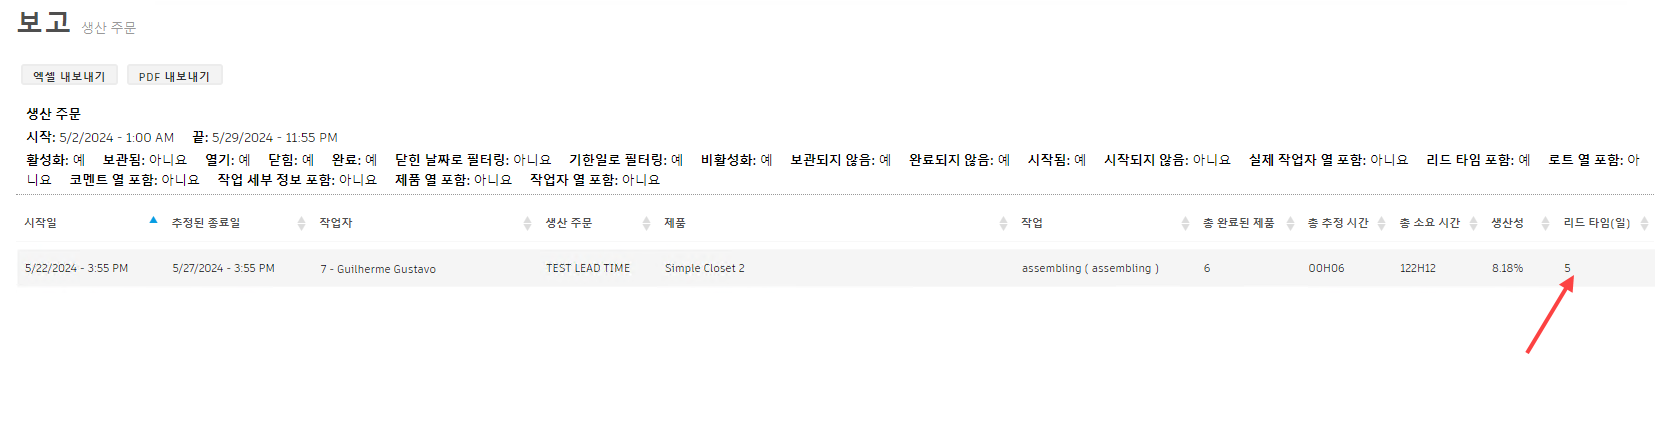 보고 생산 주문
엑셀 내보내기 PDF 내보내기
생산 주문
시작: 5/2/2024 - 1:00 AM 끝: 5/29/2024 - 11:55 PM
활성화: 예 보관됨: 아니요 열기: 예 닫힘: 예 완료: 예 닫힌 날짜로 필터링: 아니요 기한일로 필터링: 예 비활성화: 예 보관되지 않음: 예 완료되지 않음: 예 시작됨: 예 시작되지 않음: 아니요 실제 작업자 열 포함: 아니요 리드 타임 포함: 예 로트 열 포함: 아
니요 코멘트 열 포함: 아니요 작업 세부 정보 포함: 아니요 제품 열 포함: 아니요 작업자 열 포함: 아니요
시작일 추정된 종료일 작업자 생산 주문 제품 작업 총 완료된 제품 총 추정 시간 총 소요 시간 생산성 리드 타임(일)
5/22/2024 - 3:55 PM 5/27/2024 - 3:55 PM 7 - Guilherme Gustavo TEST LEAD TIME Simple Closet 2 assembling ( assembling ) 6 00H06 122H12 8.18% 5